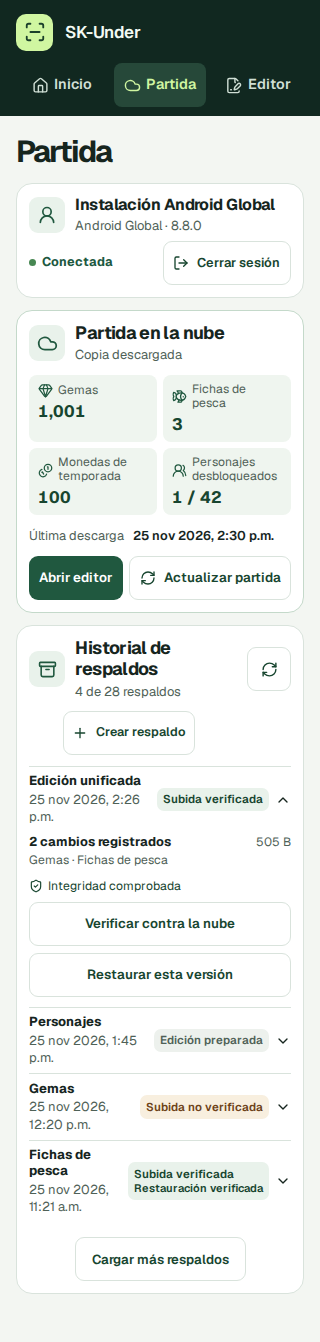 SK-Under
Inicio
Partida
Editor
Partida
Instalación Android Global
Android Global · 8.8.0
Conectada
Cerrar sesión
Partida en la nube
Copia descargada
Gemas
1,001
Fichas de
pesca
3
Monedas de
temporada
100
Personajes
desbloqueados
1 / 42
Última descarga 25 nov 2026, 2:30 p.m.
Abrir editor
Actualizar partida
Historial de
respaldos
4 de 28 respaldos
Crear respaldo
Edición unificada
25 nov 2026, 2:26
p.m.
Subida verificada
2 cambios registrados 505 B
Gemas · Fichas de pesca
Integridad comprobada
Verificar contra la nube
Restaurar esta versión
Personajes
25 nov 2026, 1:45
p.m.
Edición preparada
Gemas
25 nov 2026,
12:20 p.m.
Subida no verificada
Fichas de
pesca
25 nov 2026,
11:21 a.m.
Subida verificada
Restauración verificada
Cargar más respaldos